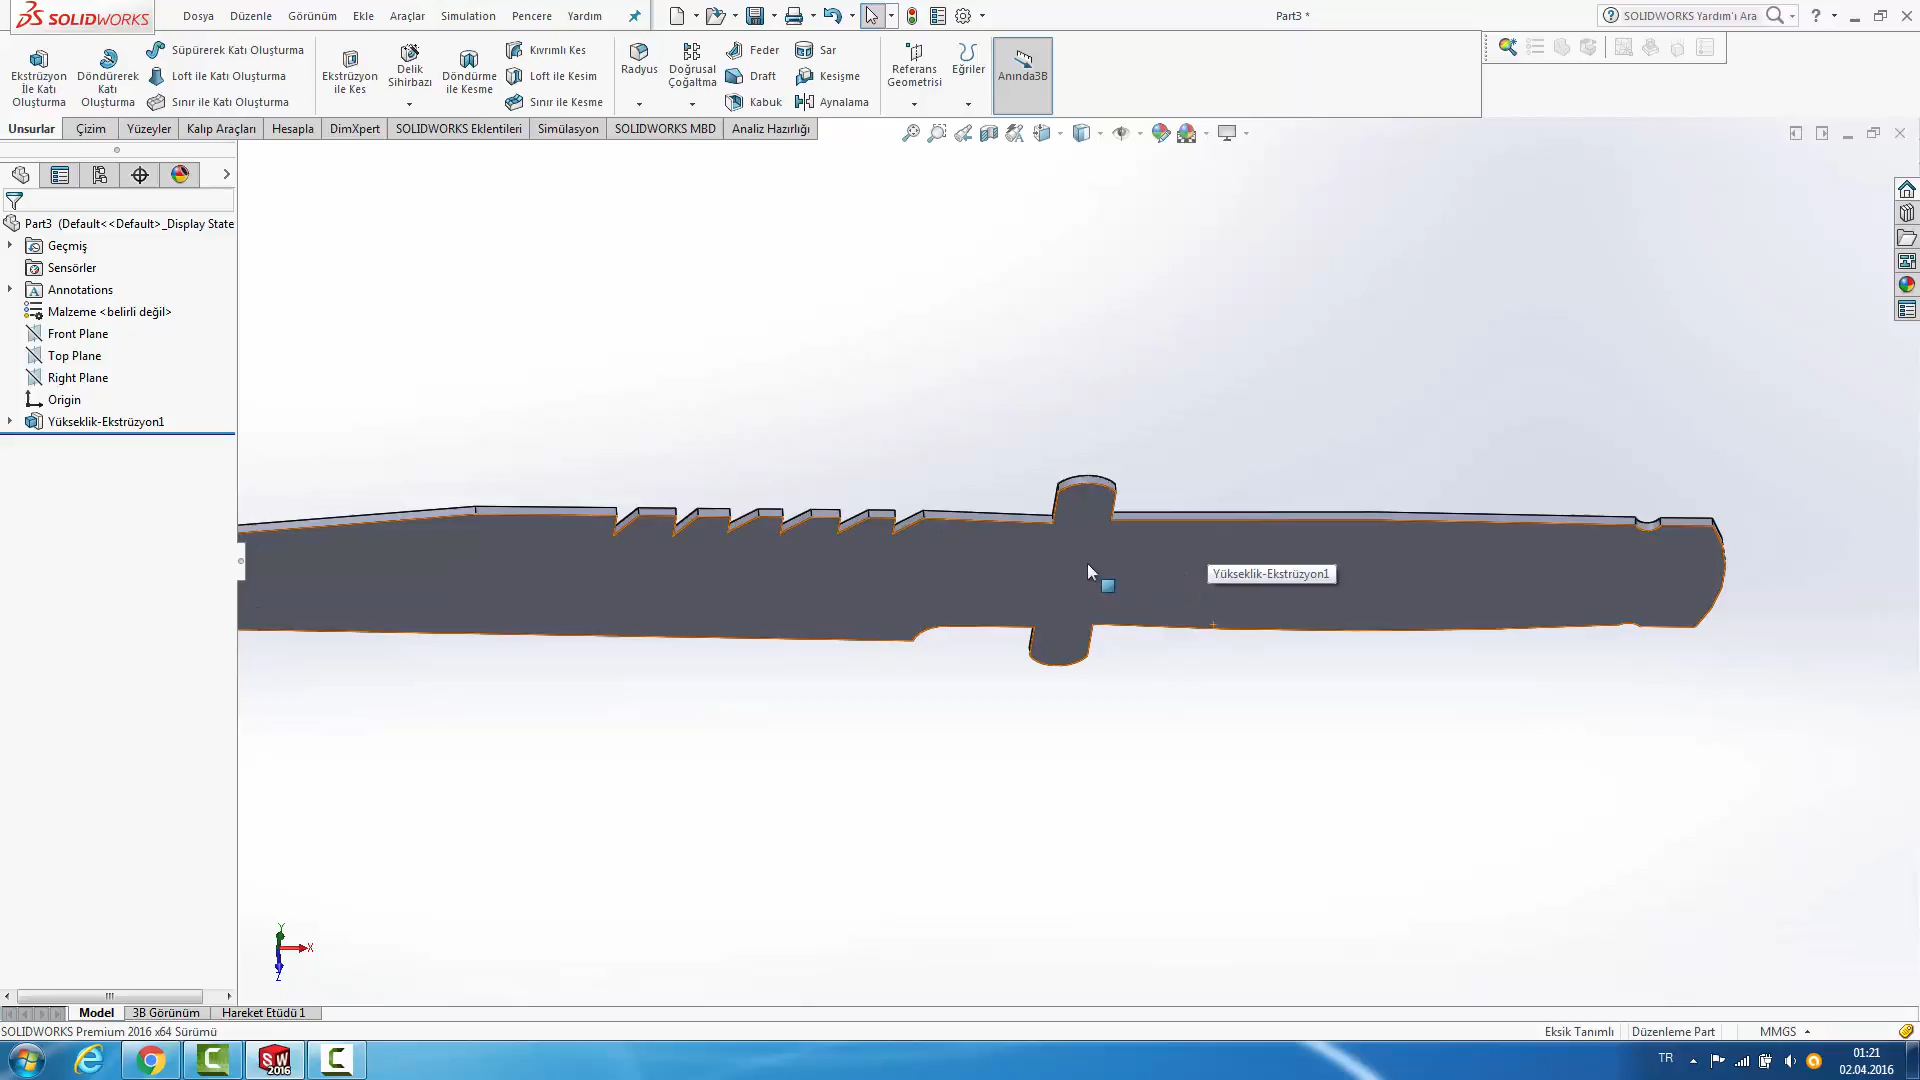 SOLIDWORKS
Dosya
Düzenle
Görünüm
Ekle
Araçlar
Simulation
Pencere
Yardım
Part3 *
SOLIDWORKS Yardım'ı Ara
Ekstrüzyon
İle Katı
Oluşturma
Döndürerek
Katı
Oluşturma
Süpürerek Katı Oluşturma
Loft ile Katı Oluşturma
Sınır ile Katı Oluşturma
Ekstrüzyon
ile Kes
Delik
Sihirbazı
Döndürme
ile Kesme
Kıvrımlı Kes
Loft ile Kesim
Sınır ile Kesme
Radyus
Doğrusal
Çoğaltma
Feder
Draft
Kabuk
Sar
Kesişme
Aynalama
Referans
Geometrisi
Eğriler
Anında3B
Unsurlar
Çizim
Yüzeyler
Kalıp Araçları
Hesapla
DimXpert
SOLIDWORKS Eklentileri
Simülasyon
SOLIDWORKS MBD
Analiz Hazırlığı
Part3 (Default<<Default>_Display State
Geçmiş
Sensörler
Annotations
Malzeme <belirli değil>
Front Plane
Top Plane
Right Plane
Origin
Yükseklik-Ekstrüzyon1
Yükseklik-Ekstrüzyon1
Y
X
Z
Model
3B Görünüm
Hareket Etüdü 1
SOLIDWORKS Premium 2016 x64 Sürümü
Eksik Tanımlı
Düzenleme Part
MMGS
SW
2016
TR
01:21
02.04.2016